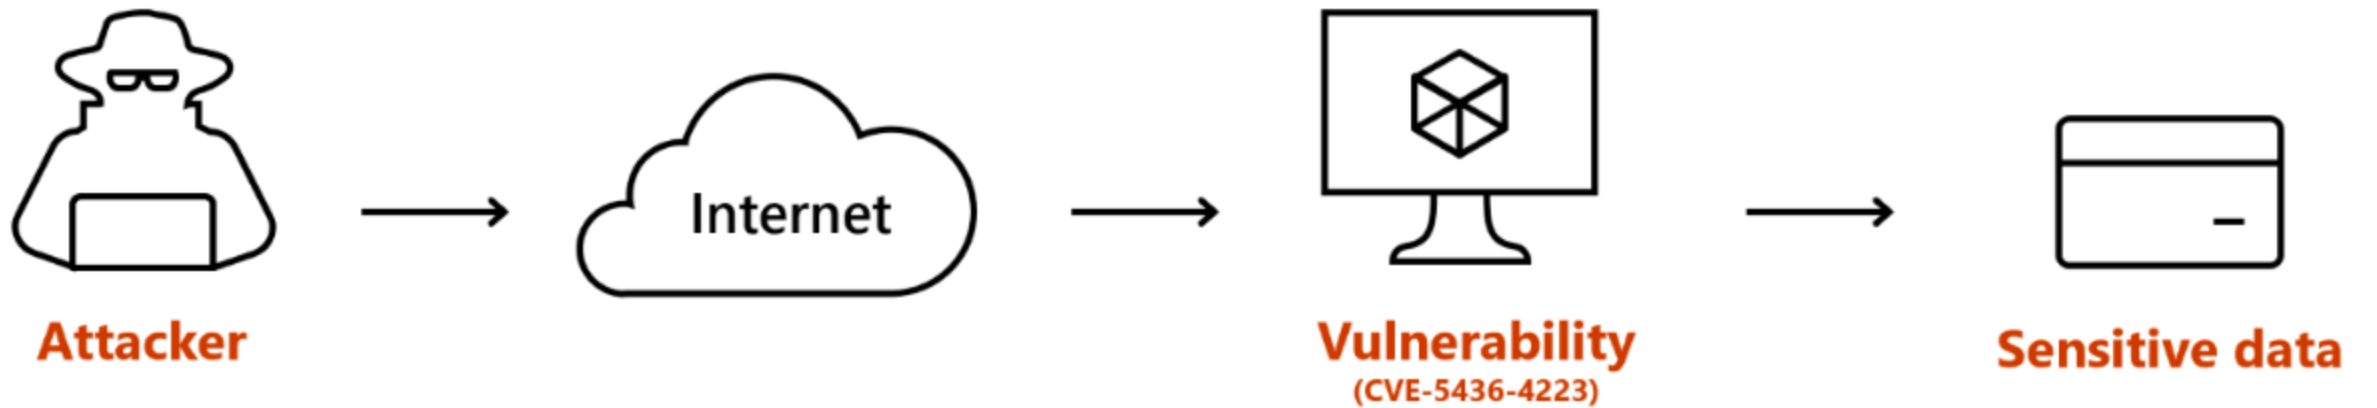 Internet
Attacker
Vulnerability
(CVE-5436-4223)
Sensitive data